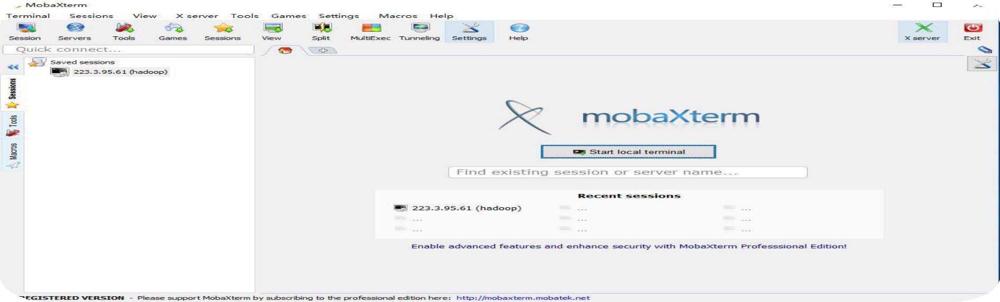 MobaXterm
Terminal Sessions View X server Tools Games Settings Macros Help
Session Servers Tools Games Sessions View Split MultiExec Tunneling Settings Help X server Exit
Quick connect...
Saved sessions
223.3.95.61 (hadoop)
Sessions
Tools
Macros
mobaXterm
Start local terminal
Find existing session or server name...
Recent sessions
223.3.95.61 (hadoop) ... ...
... ... ...
... ... ...
Enable advanced features and enhance security with MobaXterm Professsional Edition!
EGISTERED VERSION - Please support MobaXterm by subscribing to the professional edition here: http://mobaxterm.mobatek.net